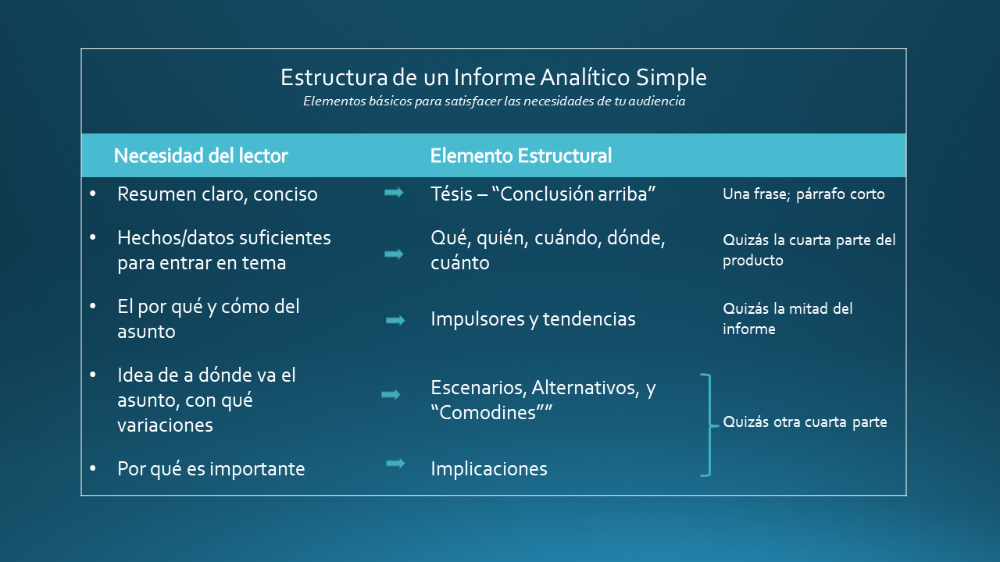 Estructura de un Informe Analítico Simple
Elementos básicos para satisfacer las necesidades de tu audiencia
Necesidad del lector
Elemento Estructural
• Resumen claro, conciso
Tésis – “Conclusión arriba”
Una frase; párrafo corto
• Hechos/datos suficientes
para entrar en tema
Qué, quién, cuándo, dónde,
cuánto
Quizás la cuarta parte del
producto
• El por qué y cómo del
asunto
Impulsores y tendencias
Quizás la mitad del
informe
• Idea de a dónde va el
asunto, con qué
variaciones
Escenarios, Alternativos, y
“Comodines””
Quizás otra cuarta parte
• Por qué es importante
Implicaciones